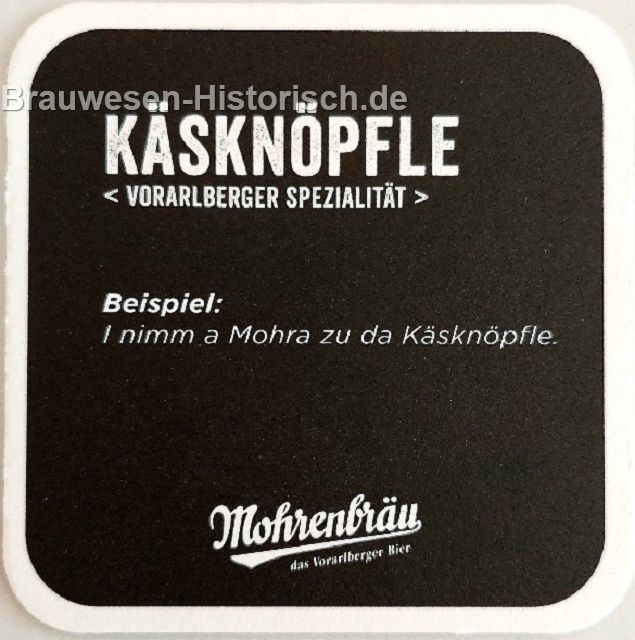 Brauwesen-Historisch.de
KÄSKNÖPFLE
< VORARLBERGER SPEZIALITÄT >
Beispiel:
I nimm a Mohra zu da Käsknöpfle.
Mohrenbräu
das Vorarlberger Bier